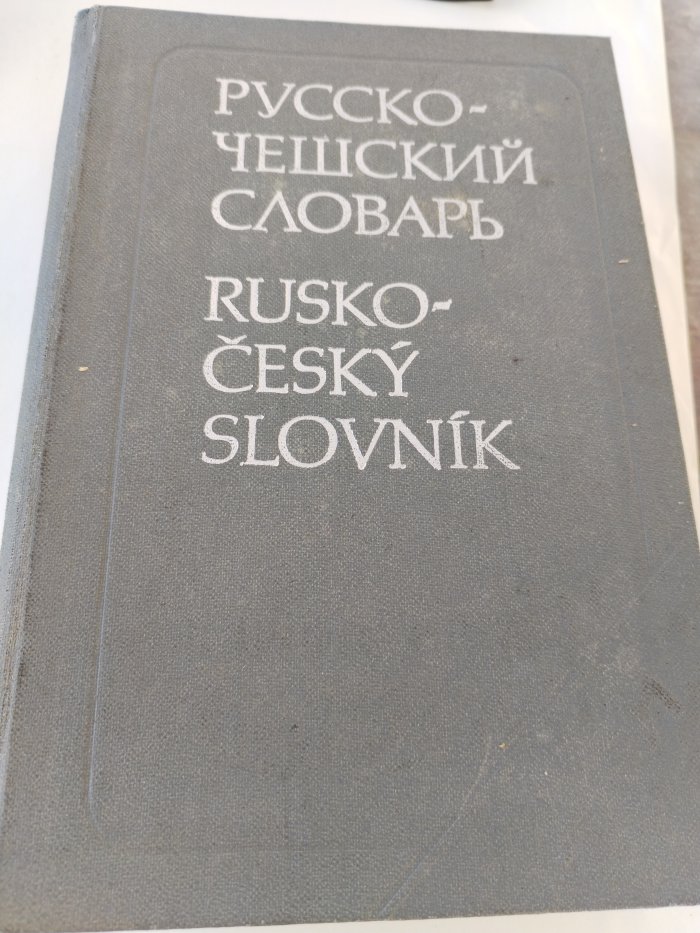 РУССКО-
ЧЕШСКИЙ
СЛОВАРЬ
RUSKO-
ČESKÝ
SLOVNÍK